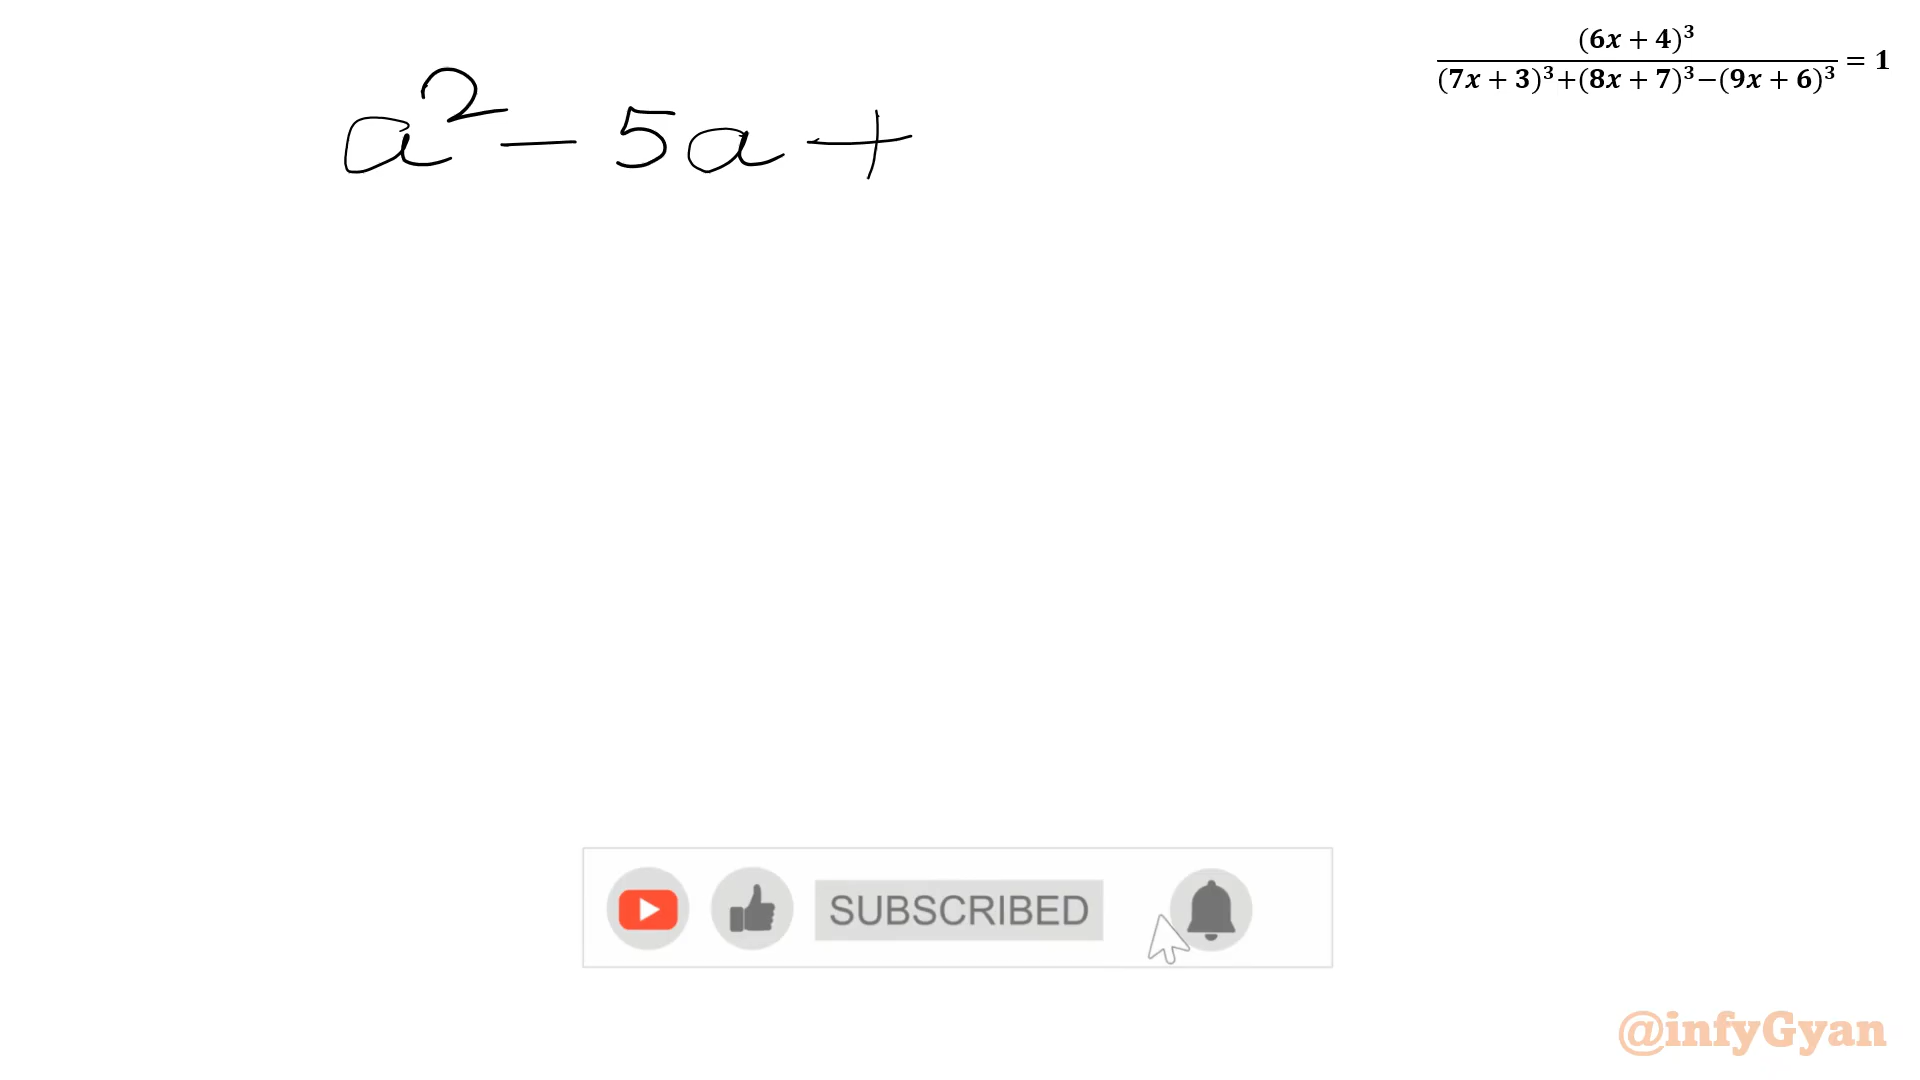 (6x + 4)³
(7x + 3)³+(8x + 7)³−(9x + 6)³ = 1
a² − 5a +
SUBSCRIBED
@infyGyan